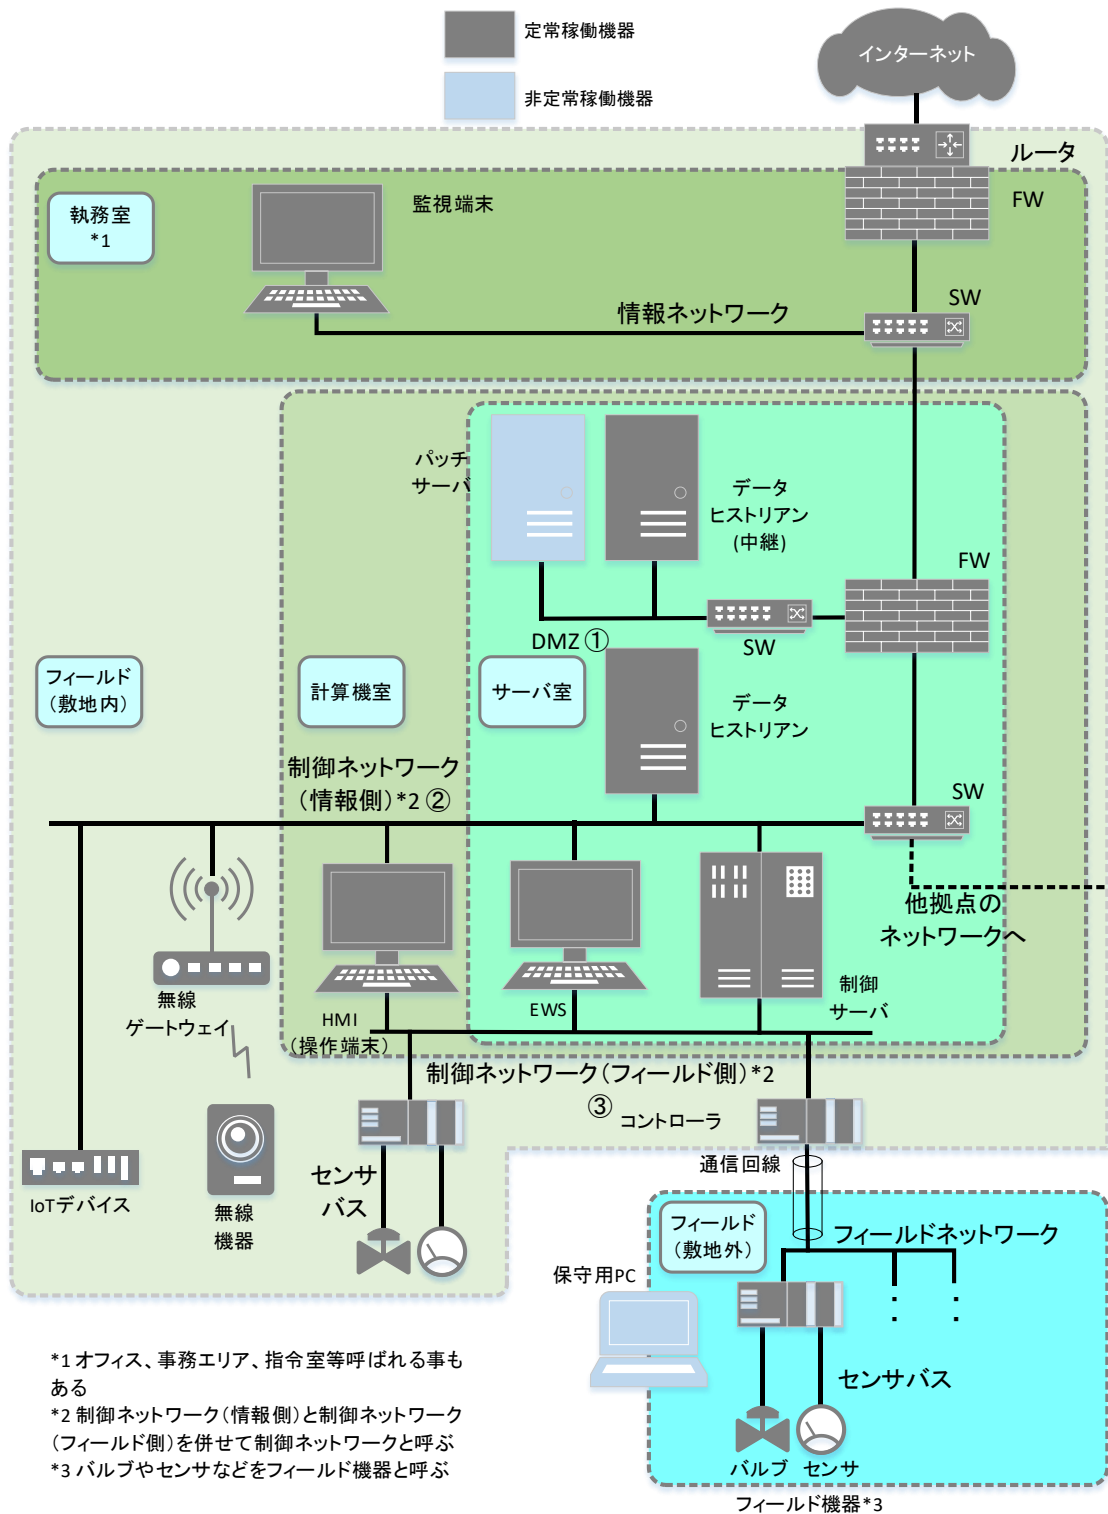 定常稼働機器
非定常稼働機器
インターネット
ルータ
FW
執務室
*1
監視端末
SW
情報ネットワーク
パッチ
サーバ
データ
ヒストリアン
(中継)
FW
DMZ ①
SW
フィールド
（敷地内）
計算機室
サーバ室
データ
ヒストリアン
制御ネットワーク
（情報側）*2 ②
SW
他拠点の
ネットワークへ
無線
ゲートウェイ
HMI
（操作端末）
EWS
制御
サーバ
制御ネットワーク（フィールド側）*2
③
コントローラ
センサ
バス
通信回線
IoTデバイス
無線
機器
フィールド
（敷地外）
フィールドネットワーク
保守用PC
センサバス
バルブ
センサ
フィールド機器*3
*1 オフィス、事務エリア、指令室等呼ばれる事も
ある
*2 制御ネットワーク（情報側）と制御ネットワーク
（フィールド側）を併せて制御ネットワークと呼ぶ
*3 バルブやセンサなどをフィールド機器と呼ぶ